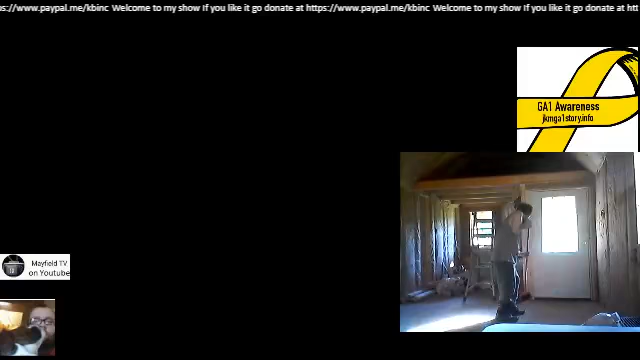 s://www.paypal.me/kbinc Welcome to my show If you like it go donate at https://www.paypal.me/kbinc Welcome to my show If you like it go donate at htt
GA1 Awareness
jkmga1story.info
Mayfield TV
on Youtube